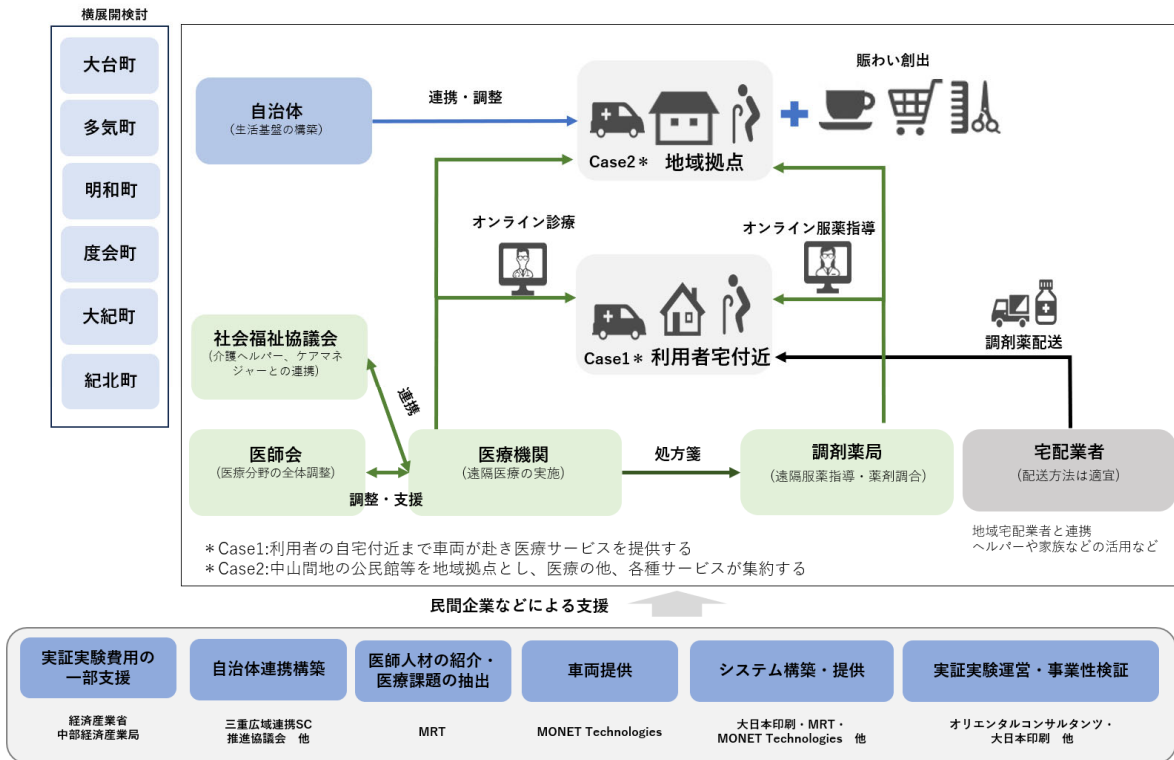 横展開検討
大台町
多気町
明和町
度会町
大紀町
紀北町
自治体
(生活基盤の構築)
連携・調整
Case2＊ 地域拠点
賑わい創出
オンライン診療
オンライン服薬指導
Case1＊ 利用者宅付近
調剤薬配送
社会福祉協議会
(介護ヘルパー、ケアマネ
ジャーとの連携)
連携
医師会
(医療分野の全体調整)
調整・支援
医療機関
(遠隔医療の実施)
処方箋
調剤薬局
(遠隔服薬指導・薬剤調合)
宅配業者
(配送方法は適宜)
地域宅配業者と連携
ヘルパーや家族などの活用など
＊Case1:利用者の自宅付近まで車両が赴き医療サービスを提供する
＊Case2:中山間地の公民館等を地域拠点とし、医療の他、各種サービスが集約する
民間企業などによる支援
実証実験費用の
一部支援
経済産業省
中部経済産業局
自治体連携構築
三重広域連携SC
推進協議会　他
医師人材の紹介・
医療課題の抽出
MRT
車両提供
MONET Technologies
システム構築・提供
大日本印刷・MRT・
MONET Technologies　他
実証実験運営・事業性検証
オリエンタルコンサルタンツ・
大日本印刷　他